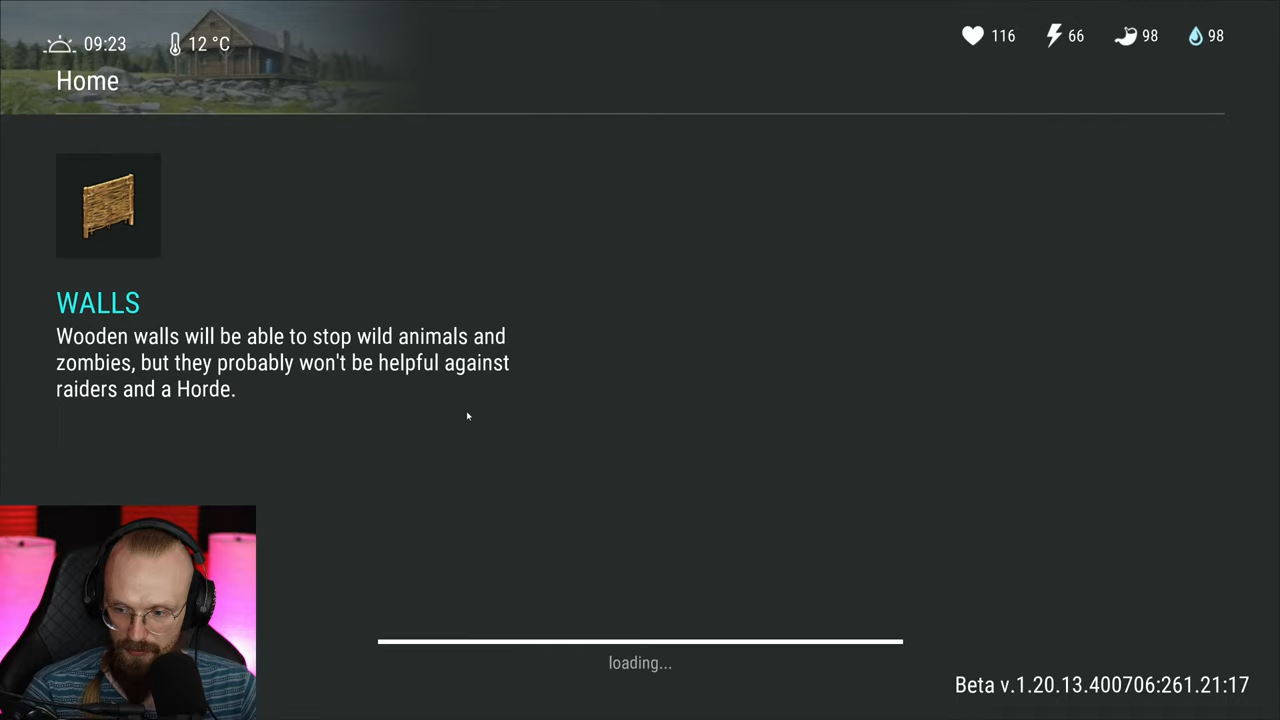 09:23
12 °C
116
66
98
98
Home
WALLS
Wooden walls will be able to stop wild animals and
zombies, but they probably won't be helpful against
raiders and a Horde.
loading...
Beta v.1.20.13.400706:261.21:17